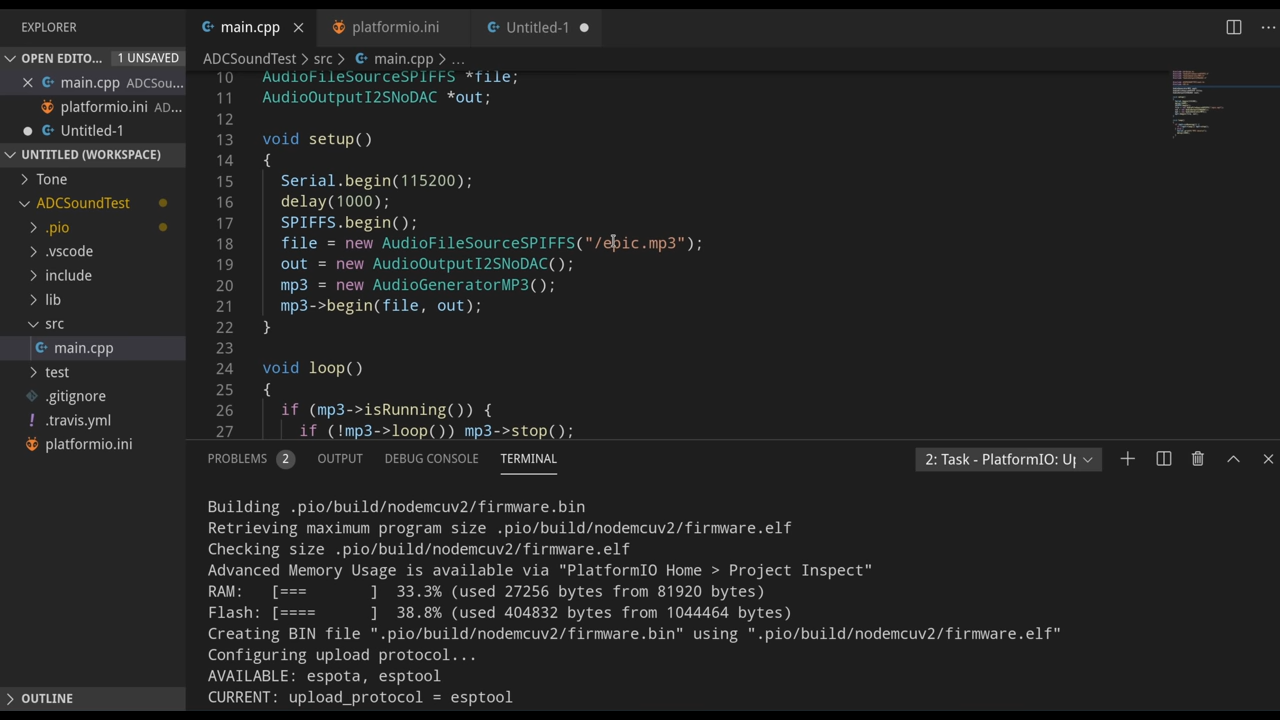 EXPLORER
main.cpp
platformio.ini
Untitled-1
OPEN EDITO...
1 UNSAVED
ADCSoundTest > src > main.cpp > ...
main.cpp ADCSou...
platformio.ini AD...
Untitled-1
UNTITLED (WORKSPACE)
Tone
ADCSoundTest
.pio
.vscode
include
lib
src
main.cpp
test
.gitignore
.travis.yml
platformio.ini
OUTLINE
10 AudioFileSourceSPIFFS *file;
11 AudioOutputI2SNoDAC *out;
12
13 void setup()
14 {
15 Serial.begin(115200);
16 delay(1000);
17 SPIFFS.begin();
18 file = new AudioFileSourceSPIFFS("/epic.mp3");
19 out = new AudioOutputI2SNoDAC();
20 mp3 = new AudioGeneratorMP3();
21 mp3->begin(file, out);
22 }
23
24 void loop()
25 {
26 if (mp3->isRunning()) {
27 if (!mp3->loop()) mp3->stop();
PROBLEMS 2 OUTPUT DEBUG CONSOLE TERMINAL
2: Task - PlatformIO: Up
Building .pio/build/nodemcuv2/firmware.bin
Retrieving maximum program size .pio/build/nodemcuv2/firmware.elf
Checking size .pio/build/nodemcuv2/firmware.elf
Advanced Memory Usage is available via "PlatformIO Home > Project Inspect"
RAM: [=== ] 33.3% (used 27256 bytes from 81920 bytes)
Flash: [==== ] 38.8% (used 404832 bytes from 1044464 bytes)
Creating BIN file ".pio/build/nodemcuv2/firmware.bin" using ".pio/build/nodemcuv2/firmware.elf"
Configuring upload protocol...
AVAILABLE: espota, esptool
CURRENT: upload_protocol = esptool